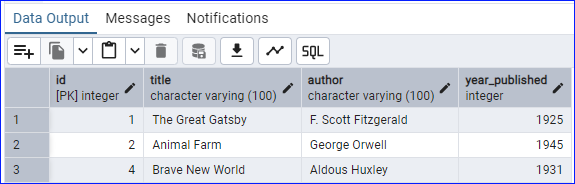 Data Output Messages Notifications
SQL
id title author year_published
[PK] integer character varying (100) character varying (100) integer
1 1 The Great Gatsby F. Scott Fitzgerald 1925
2 2 Animal Farm George Orwell 1945
3 4 Brave New World Aldous Huxley 1931